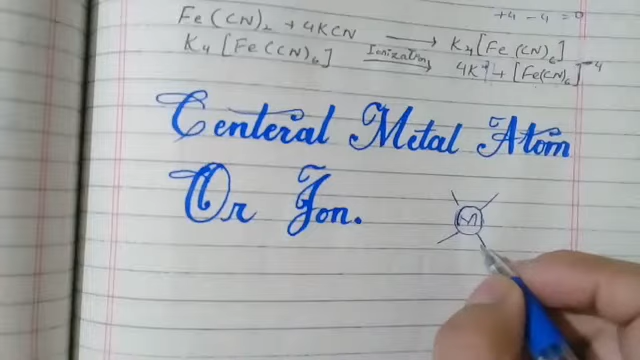 +4 - 4 = 0
Fe(CN)₂ + 4KCN → K₄[Fe(CN)₆]
K₄[Fe(CN)₆] Ionization → 4K⁺ + [Fe(CN)₆]⁻⁴
Centeral Metal Atom
Or Ion.
M